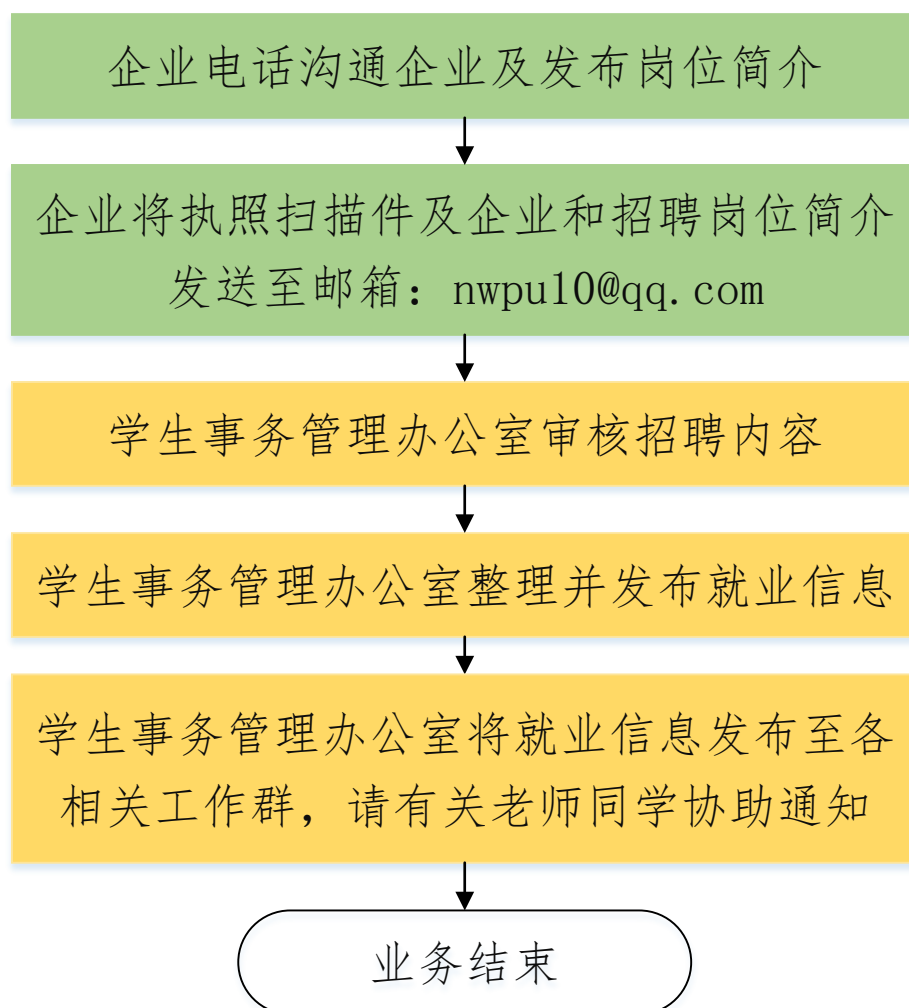 企业电话沟通企业及发布岗位简介
企业将执照扫描件及企业和招聘岗位简介
发送至邮箱：nwpu10@qq.com
学生事务管理办公室审核招聘内容
学生事务管理办公室整理并发布就业信息
学生事务管理办公室将就业信息发布至各
相关工作群，请有关老师同学协助通知
业务结束